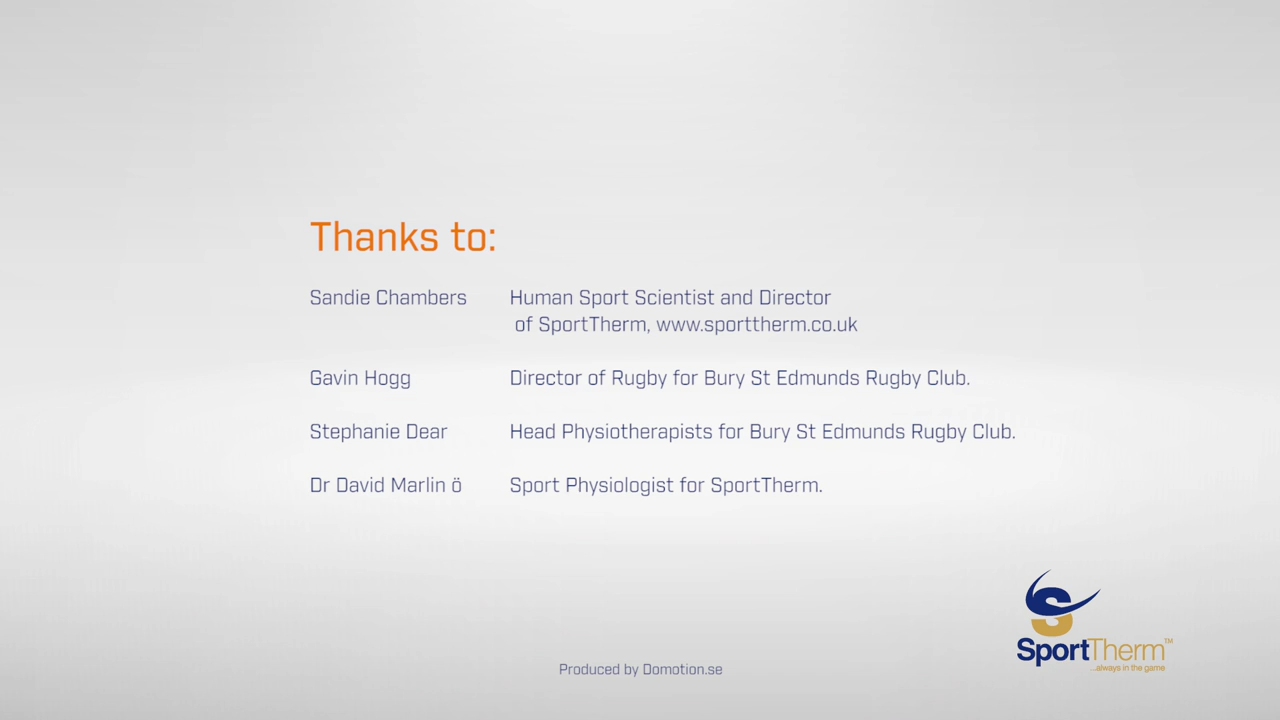 Thanks to:
Sandie Chambers Human Sport Scientist and Director
of SportTherm, www.sporttherm.co.uk
Gavin Hogg Director of Rugby for Bury St Edmunds Rugby Club.
Stephanie Dear Head Physiotherapists for Bury St Edmunds Rugby Club.
Dr David Marlin ö Sport Physiologist for SportTherm.
SportTherm™
...always in the game
Produced by Domotion.se